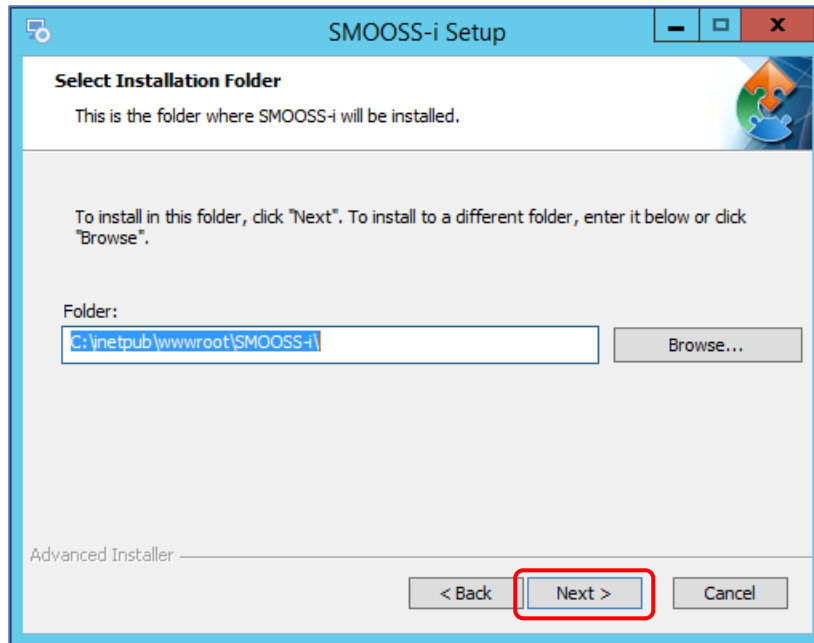 SMOOSS-i Setup
Select Installation Folder
This is the folder where SMOOSS-i will be installed.
To install in this folder, click "Next". To install to a different folder, enter it below or click
"Browse".
Folder:
C:\inetpub\wwwroot\SMOOSS-i\
Browse...
Advanced Installer
< Back
Next >
Cancel